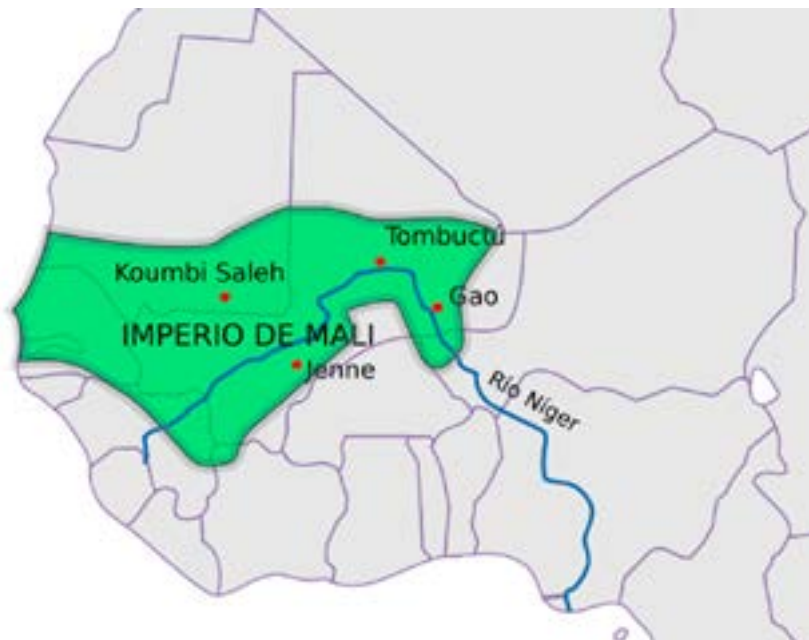 Tombuctú
Koumbi Saleh
Gao
IMPERIO DE MALI
Jenne
Río Níger